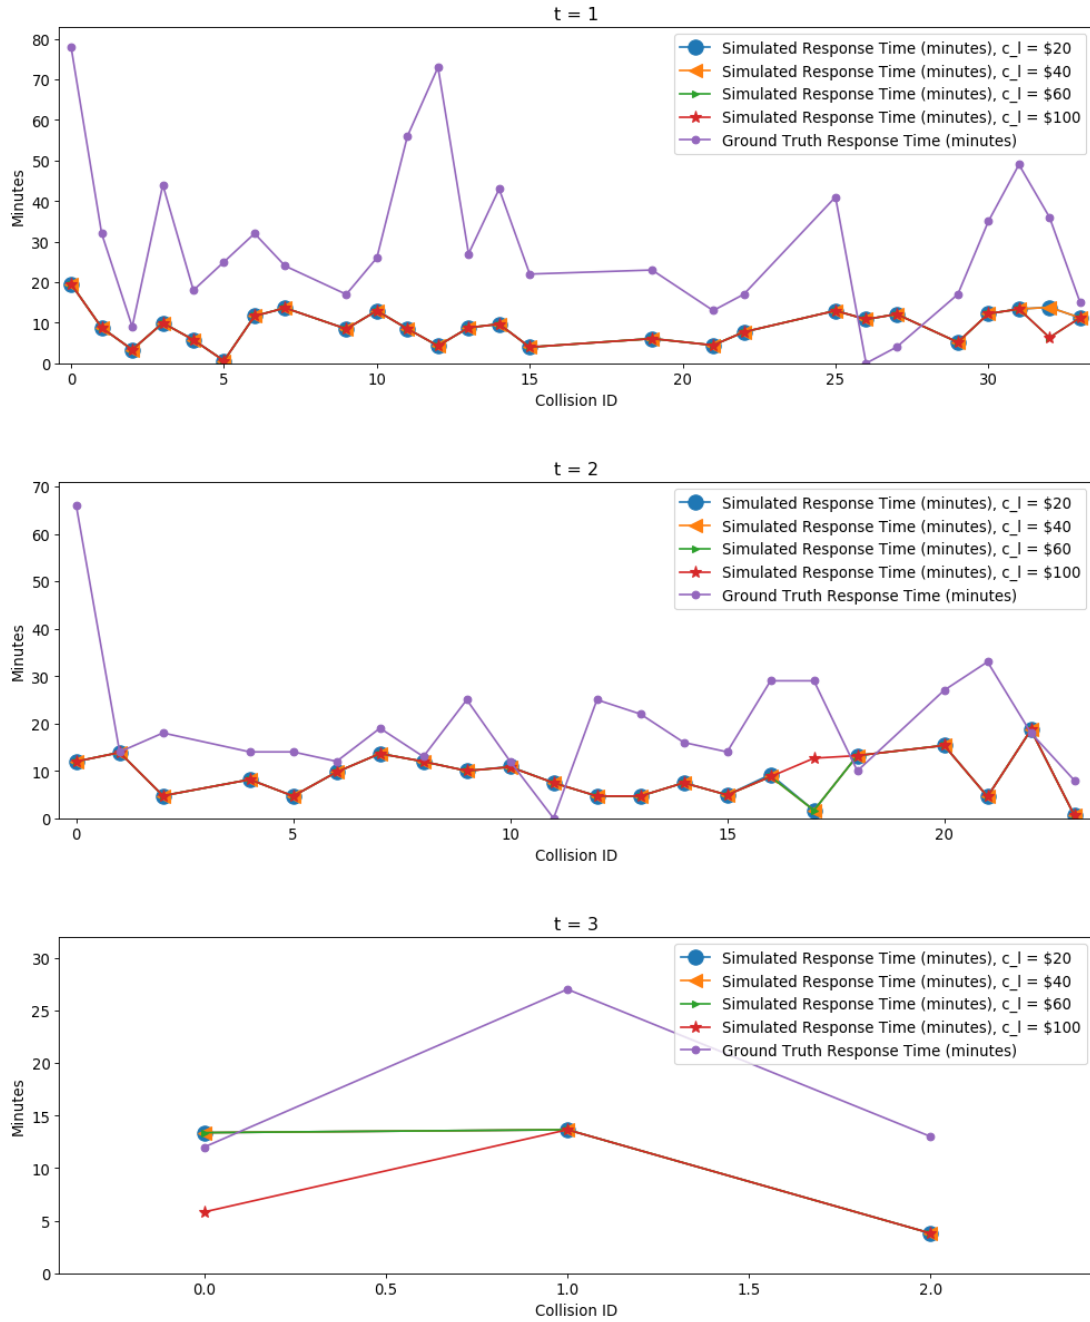 t = 1
80
70
60
50
40
30
20
10
0
Minutes
Simulated Response Time (minutes), c_l = $20
Simulated Response Time (minutes), c_l = $40
Simulated Response Time (minutes), c_l = $60
Simulated Response Time (minutes), c_l = $100
Ground Truth Response Time (minutes)
0 5 10 15 20 25 30
Collision ID
t = 2
70
60
50
40
30
20
10
0
Minutes
Simulated Response Time (minutes), c_l = $20
Simulated Response Time (minutes), c_l = $40
Simulated Response Time (minutes), c_l = $60
Simulated Response Time (minutes), c_l = $100
Ground Truth Response Time (minutes)
0 5 10 15 20
Collision ID
t = 3
30
25
20
15
10
5
0
Minutes
Simulated Response Time (minutes), c_l = $20
Simulated Response Time (minutes), c_l = $40
Simulated Response Time (minutes), c_l = $60
Simulated Response Time (minutes), c_l = $100
Ground Truth Response Time (minutes)
0.0 0.5 1.0 1.5 2.0
Collision ID